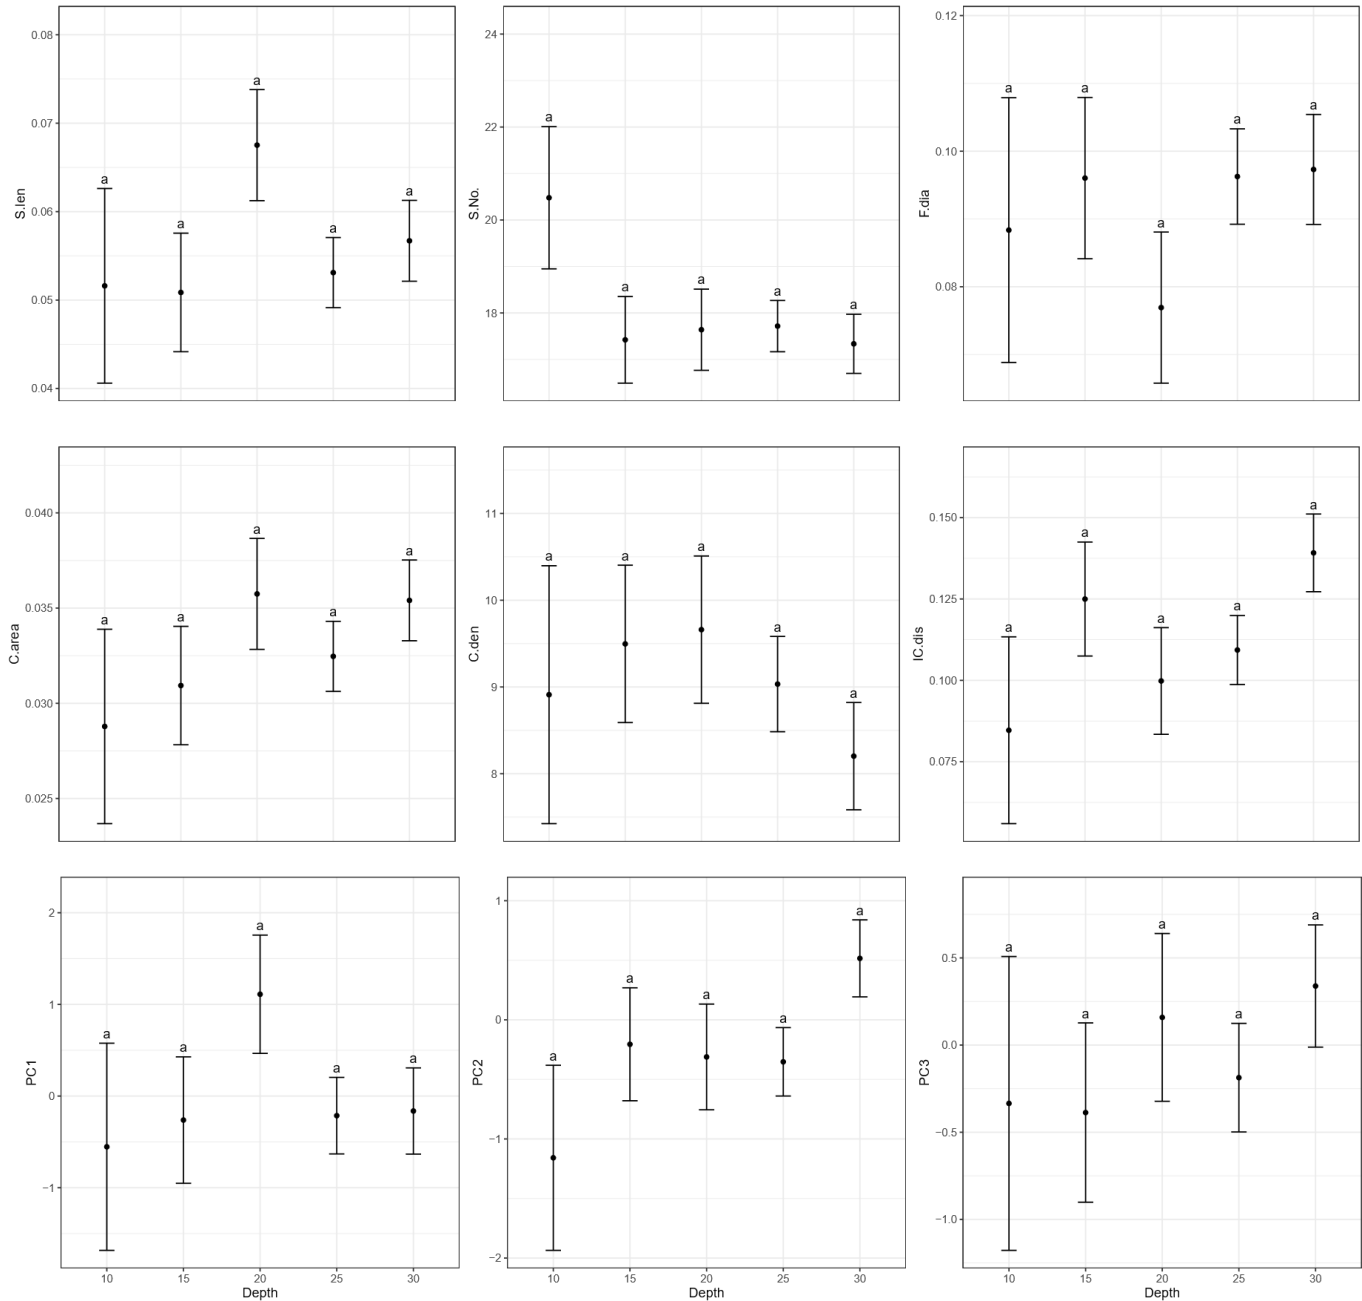 S.len
0.08
0.07
0.06
0.05
0.04
a a a a a
S.No.
24
22
20
18
a a a a a
F.dia
0.12
0.10
0.08
a a a a a
C.area
0.040
0.035
0.030
0.025
a a a a a
C.den
11
10
9
8
a a a a a
IC.dis
0.150
0.125
0.100
0.075
a a a a a
PC1
2
1
0
−1
a a a a a
10 15 20 25 30
Depth
PC2
1
0
−1
−2
a a a a a
10 15 20 25 30
Depth
PC3
0.5
0.0
−0.5
−1.0
a a a a a
10 15 20 25 30
Depth